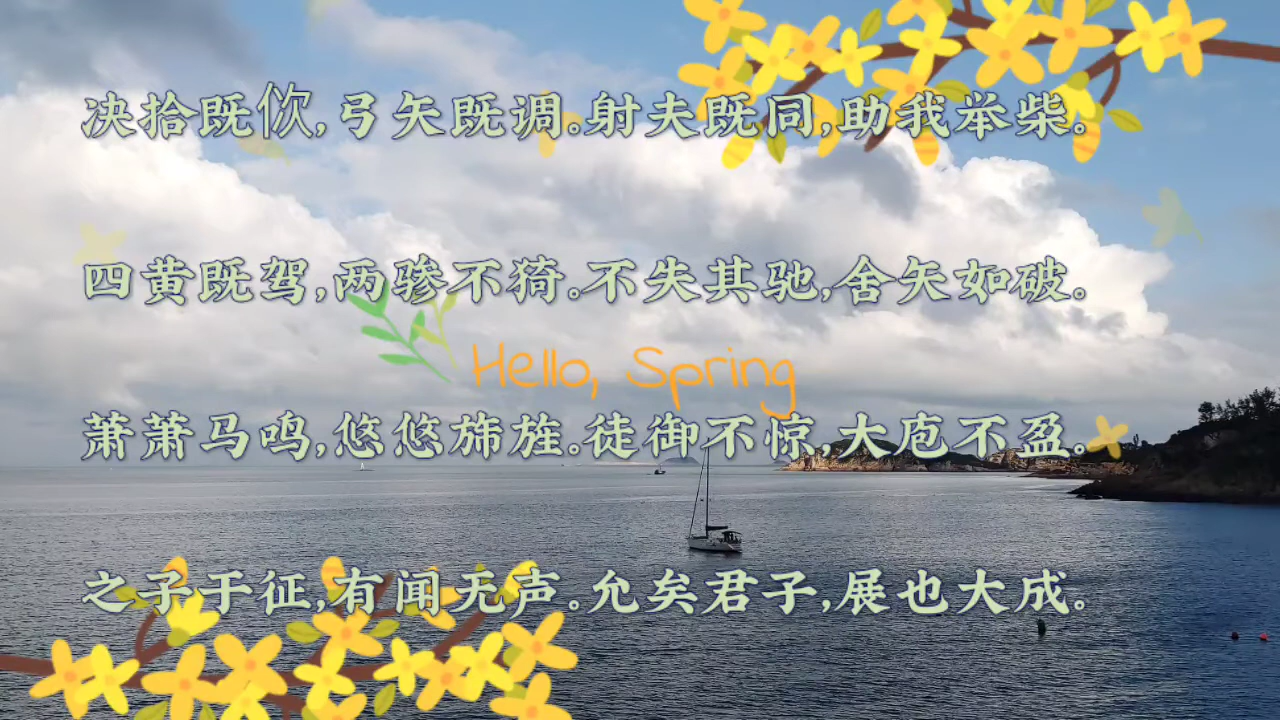 决拾既佽,弓矢既调。射夫既同,助我举柴。
四黄既驾,两骖不猗。不失其驰,舍矢如破。
Hello, Spring
萧萧马鸣,悠悠旆旌。徒御不惊,大庖不盈。
之子于征,有闻无声。允矣君子,展也大成。